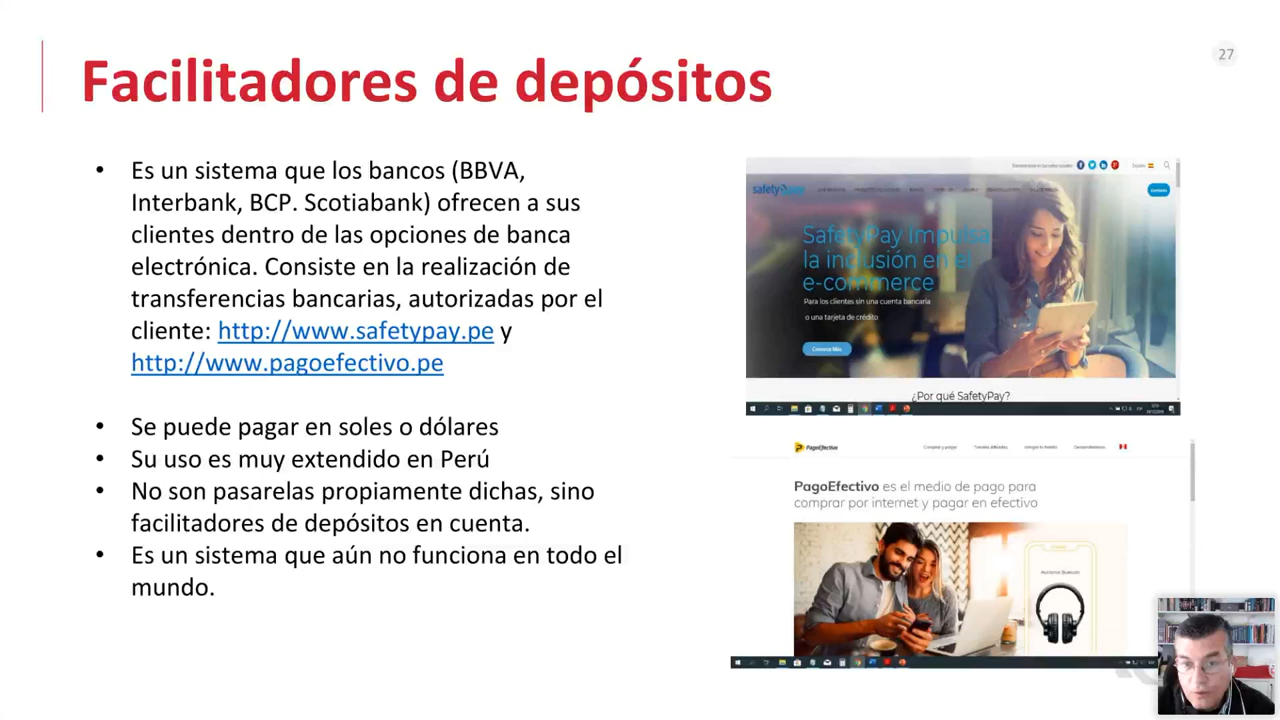 27
Facilitadores de depósitos
• Es un sistema que los bancos (BBVA,
Interbank, BCP. Scotiabank) ofrecen a sus
clientes dentro de las opciones de banca
electrónica. Consiste en la realización de
transferencias bancarias, autorizadas por el
cliente: http://www.safetypay.pe y
http://www.pagoefectivo.pe
• Se puede pagar en soles o dólares
• Su uso es muy extendido en Perú
• No son pasarelas propiamente dichas, sino
facilitadores de depósitos en cuenta.
• Es un sistema que aún no funciona en todo el
mundo.
Español
safetypay
Contacto
SafetyPay Impulsa
la inclusión en el
e-commerce
Para los clientes sin una cuenta bancaria
o una tarjeta de crédito
Conozca Más
¿Por qué SafetyPay?
PagoEfectivo
Comprar y pagar
PagoEfectivo es el medio de pago para
comprar por internet y pagar en efectivo